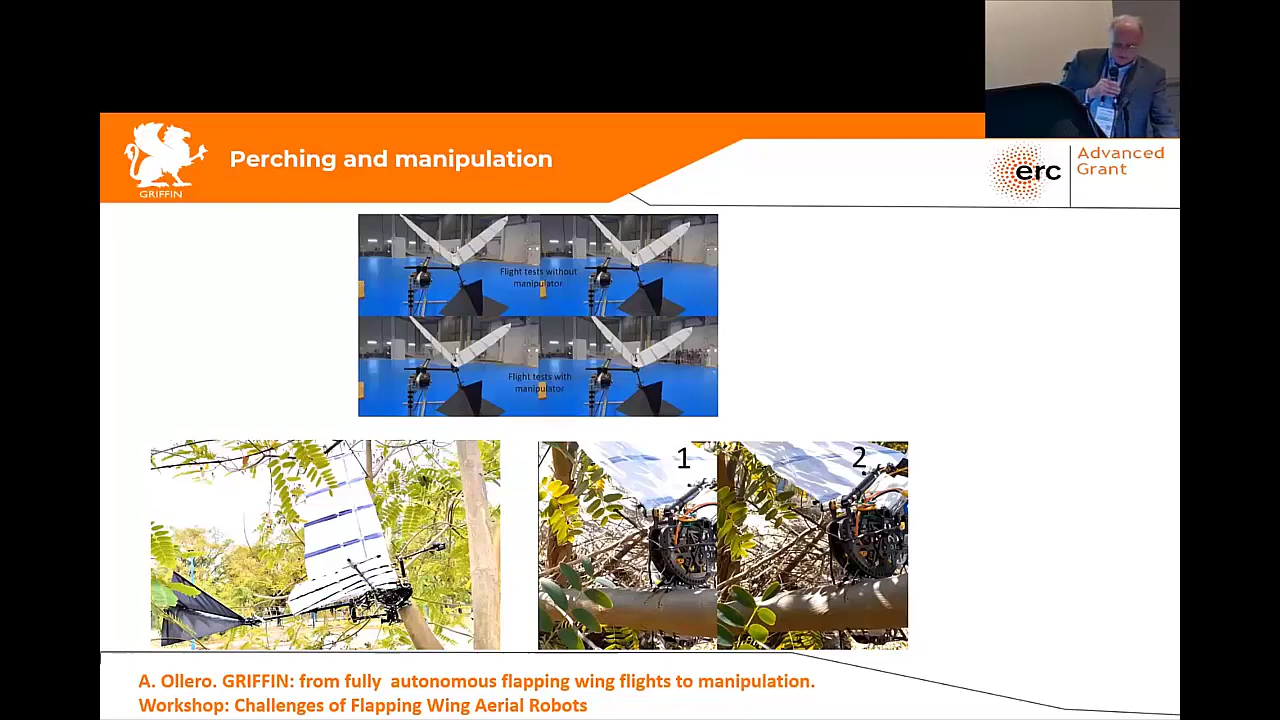 Perching and manipulation
GRIFFIN
erc
Advanced
Grant
Flight tests without
manipulator
Flight tests with
manipulator
1
2
A. Ollero. GRIFFIN: from fully autonomous flapping wing flights to manipulation.
Workshop: Challenges of Flapping Wing Aerial Robots